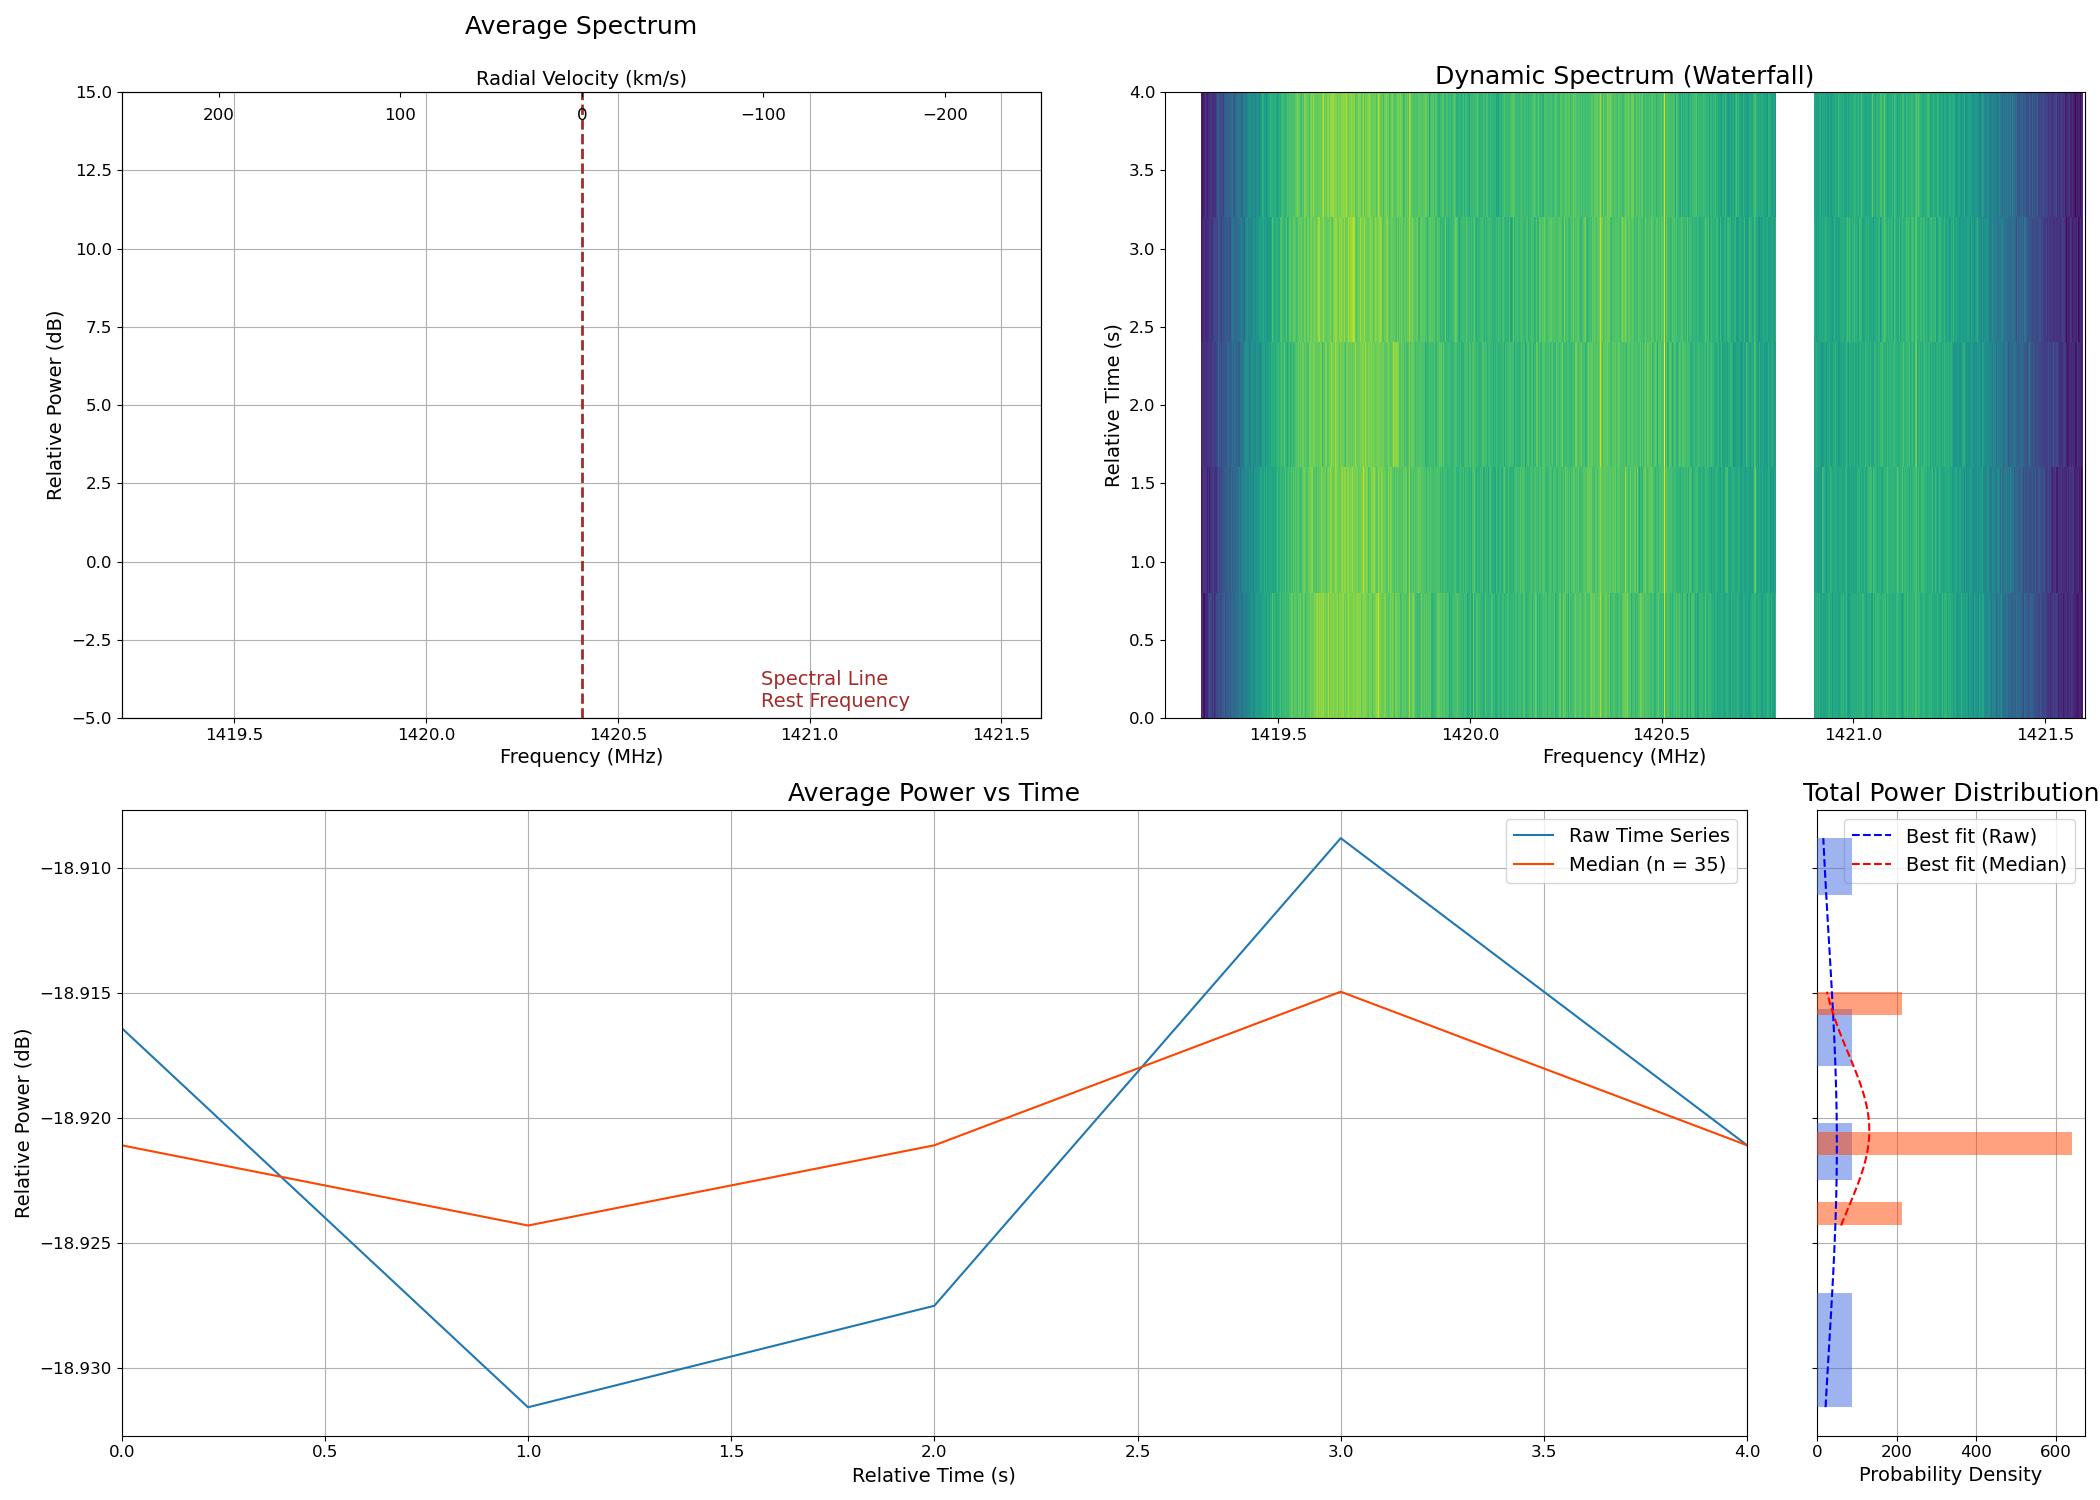 Average Spectrum
Radial Velocity (km/s)
200 100 0 −100 −200
15.0
12.5
10.0
7.5
5.0
2.5
0.0
−2.5
−5.0
Relative Power (dB)
Spectral Line
Rest Frequency
1419.5 1420.0 1420.5 1421.0 1421.5
Frequency (MHz)
Dynamic Spectrum (Waterfall)
4.0
3.5
3.0
2.5
2.0
1.5
1.0
0.5
0.0
Relative Time (s)
1419.5 1420.0 1420.5 1421.0 1421.5
Frequency (MHz)
Average Power vs Time
Raw Time Series
Median (n = 35)
−18.910
−18.915
−18.920
−18.925
−18.930
Relative Power (dB)
0.0 0.5 1.0 1.5 2.0 2.5 3.0 3.5 4.0
Relative Time (s)
Total Power Distribution
Best fit (Raw)
Best fit (Median)
0 200 400 600
Probability Density